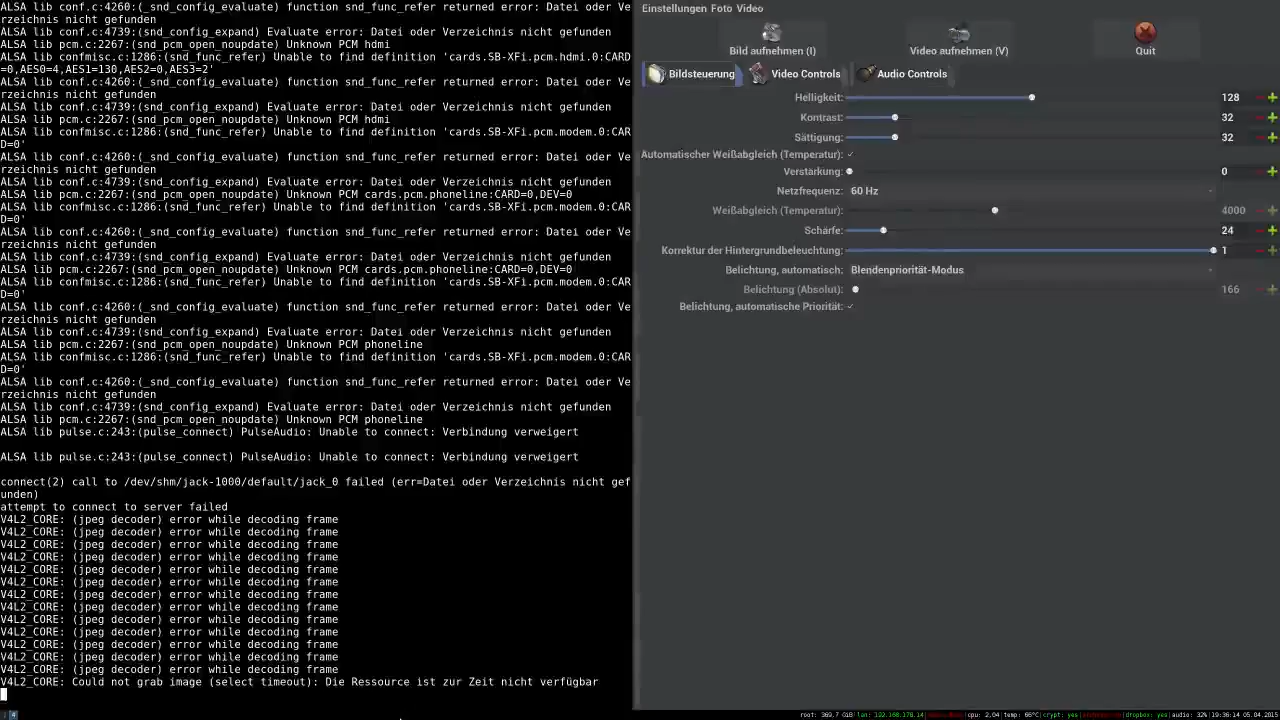 ALSA lib conf.c:4260:(_snd_config_evaluate) function snd_func_refer returned error: Datei oder Ve
rzeichnis nicht gefunden
ALSA lib conf.c:4739:(snd_config_expand) Evaluate error: Datei oder Verzeichnis nicht gefunden
ALSA lib pcm.c:2267:(snd_pcm_open_noupdate) Unknown PCM hdmi
ALSA lib confmisc.c:1286:(snd_func_refer) Unable to find definition 'cards.SB-XFi.pcm.hdmi.0:CARD
=0,AES0=4,AES1=130,AES2=0,AES3=2'
ALSA lib conf.c:4260:(_snd_config_evaluate) function snd_func_refer returned error: Datei oder Ve
rzeichnis nicht gefunden
ALSA lib conf.c:4739:(snd_config_expand) Evaluate error: Datei oder Verzeichnis nicht gefunden
ALSA lib pcm.c:2267:(snd_pcm_open_noupdate) Unknown PCM hdmi
ALSA lib confmisc.c:1286:(snd_func_refer) Unable to find definition 'cards.SB-XFi.pcm.modem.0:CAR
D=0'
ALSA lib conf.c:4260:(_snd_config_evaluate) function snd_func_refer returned error: Datei oder Ve
rzeichnis nicht gefunden
ALSA lib conf.c:4739:(snd_config_expand) Evaluate error: Datei oder Verzeichnis nicht gefunden
ALSA lib pcm.c:2267:(snd_pcm_open_noupdate) Unknown PCM cards.pcm.phoneline:CARD=0,DEV=0
ALSA lib confmisc.c:1286:(snd_func_refer) Unable to find definition 'cards.SB-XFi.pcm.modem.0:CAR
D=0'
ALSA lib conf.c:4260:(_snd_config_evaluate) function snd_func_refer returned error: Datei oder Ve
rzeichnis nicht gefunden
ALSA lib conf.c:4739:(snd_config_expand) Evaluate error: Datei oder Verzeichnis nicht gefunden
ALSA lib pcm.c:2267:(snd_pcm_open_noupdate) Unknown PCM cards.pcm.phoneline:CARD=0,DEV=0
ALSA lib confmisc.c:1286:(snd_func_refer) Unable to find definition 'cards.SB-XFi.pcm.modem.0:CAR
D=0'
ALSA lib conf.c:4260:(_snd_config_evaluate) function snd_func_refer returned error: Datei oder Ve
rzeichnis nicht gefunden
ALSA lib conf.c:4739:(snd_config_expand) Evaluate error: Datei oder Verzeichnis nicht gefunden
ALSA lib pcm.c:2267:(snd_pcm_open_noupdate) Unknown PCM phoneline
ALSA lib confmisc.c:1286:(snd_func_refer) Unable to find definition 'cards.SB-XFi.pcm.modem.0:CAR
D=0'
ALSA lib conf.c:4260:(_snd_config_evaluate) function snd_func_refer returned error: Datei oder Ve
rzeichnis nicht gefunden
ALSA lib conf.c:4739:(snd_config_expand) Evaluate error: Datei oder Verzeichnis nicht gefunden
ALSA lib pcm.c:2267:(snd_pcm_open_noupdate) Unknown PCM phoneline
ALSA lib pulse.c:243:(pulse_connect) PulseAudio: Unable to connect: Verbindung verweigert
ALSA lib pulse.c:243:(pulse_connect) PulseAudio: Unable to connect: Verbindung verweigert
connect(2) call to /dev/shm/jack-1000/default/jack_0 failed (err=Datei oder Verzeichnis nicht gef
unden)
attempt to connect to server failed
V4L2_CORE: (jpeg decoder) error while decoding frame
V4L2_CORE: (jpeg decoder) error while decoding frame
V4L2_CORE: (jpeg decoder) error while decoding frame
V4L2_CORE: (jpeg decoder) error while decoding frame
V4L2_CORE: (jpeg decoder) error while decoding frame
V4L2_CORE: (jpeg decoder) error while decoding frame
V4L2_CORE: (jpeg decoder) error while decoding frame
V4L2_CORE: (jpeg decoder) error while decoding frame
V4L2_CORE: (jpeg decoder) error while decoding frame
V4L2_CORE: (jpeg decoder) error while decoding frame
V4L2_CORE: (jpeg decoder) error while decoding frame
V4L2_CORE: (jpeg decoder) error while decoding frame
V4L2_CORE: (jpeg decoder) error while decoding frame
V4L2_CORE: Could not grab image (select timeout): Die Ressource ist zur Zeit nicht verfügbar
Einstellungen Foto Video
Bild aufnehmen (I) Video aufnehmen (V) Quit
Bildsteuerung Video Controls Audio Controls
Helligkeit: 128
Kontrast: 32
Sättigung: 32
Automatischer Weißabgleich (Temperatur):
Verstärkung: 0
Netzfrequenz: 60 Hz
Weißabgleich (Temperatur): 4000
Schärfe: 24
Korrektur der Hintergrundbeleuchtung: 1
Belichtung, automatisch: Blendenpriorität-Modus
Belichtung (Absolut): 166
Belichtung, automatische Priorität:
root: 369,7 GiB|lan: 192.168.178.14| |cpu: 2,04|temp: 66°C|crypt: yes| |dropbox: yes|audio: 32%|19:36:14 05.04.2015